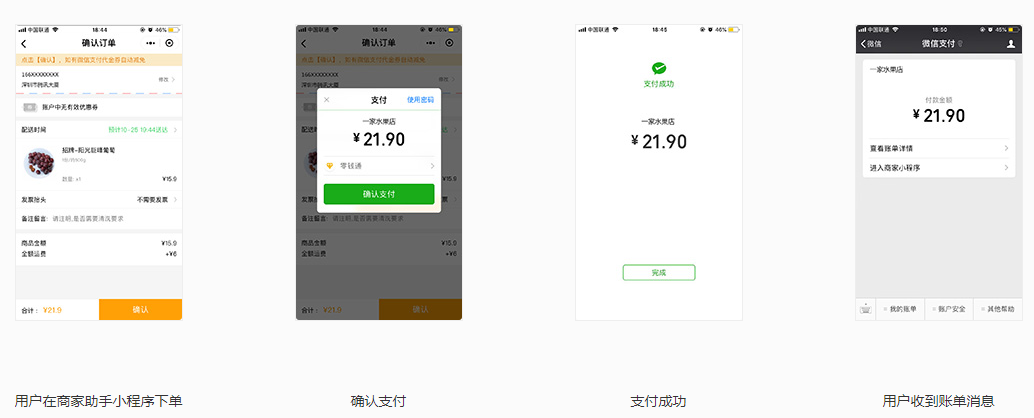 中国联通
18:44
46%
确认订单
点击【确认】，如有微信支付代金券自动减免
166XXXXXXXX
深圳市腾讯大厦
修改
账户中无有效优惠券
配送时间
预计10-25 19:44送达
招牌-阳光巨峰葡萄
数量: x1
¥15.9
发票抬头
不需要发票
备注留言:
请注明,是否需要清洗要求
商品金额
¥15.9
全额运费
+¥6
合计：
¥21.9
确认
用户在商家助手小程序下单
中国联通
18:44
46%
确认订单
点击【确认】，如有微信支付代金券自动减免
166XXXXXXXX
深圳市腾讯大厦
支付
使用密码
一家水果店
¥ 21.90
零钱通
确认支付
发票抬头
不需要发票
备注留言:
请注明,是否需要清洗要求
商品金额
¥15.9
全额运费
+¥6
合计：
¥21.9
确认
确认支付
中国联通
18:45
46%
支付成功
一家水果店
¥ 21.90
完成
支付成功
中国联通
18:50
45%
微信
微信支付
一家水果店
付款金额
¥ 21.90
查看账单详情
进入商家小程序
我的账单
账户安全
其他帮助
用户收到账单消息